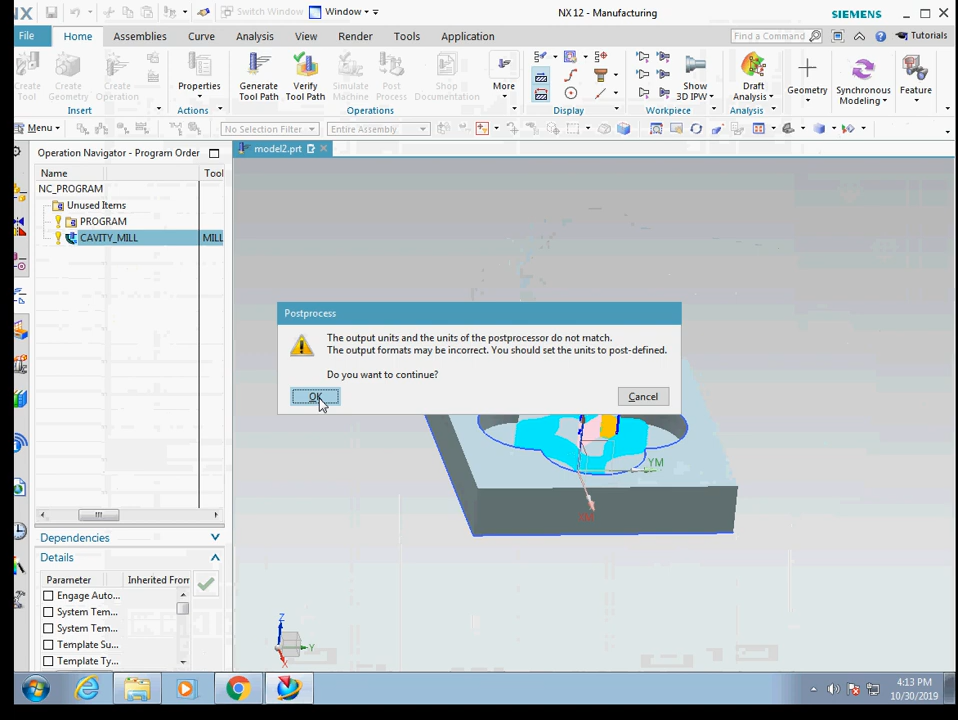 NX
Switch Window
Window
NX 12 - Manufacturing
SIEMENS
File
Home
Assemblies
Curve
Analysis
View
Render
Tools
Application
Find a Command
Tutorials
Create
Tool
Create
Geometry
Create
Operation
Properties
Generate
Tool Path
Verify
Tool Path
Simulate
Machine
Post
Process
Shop
Documentation
More
Show
3D IPW
Draft
Analysis
Geometry
Synchronous
Modeling
Feature
Insert
Actions
Operations
Display
Workpiece
Analysis
Menu
No Selection Filter
Entire Assembly
Operation Navigator - Program Order
model2.prt
Name
Tool
NC_PROGRAM
Unused Items
PROGRAM
CAVITY_MILL
MILL
Postprocess
The output units and the units of the postprocessor do not match.
The output formats may be incorrect. You should set the units to post-defined.
Do you want to continue?
OK
Cancel
YM
XM
Dependencies
Details
Parameter
Inherited From
Engage Auto...
System Tem...
System Tem...
Template Su...
Template Ty...
Z
Y
X
4:13 PM
10/30/2019